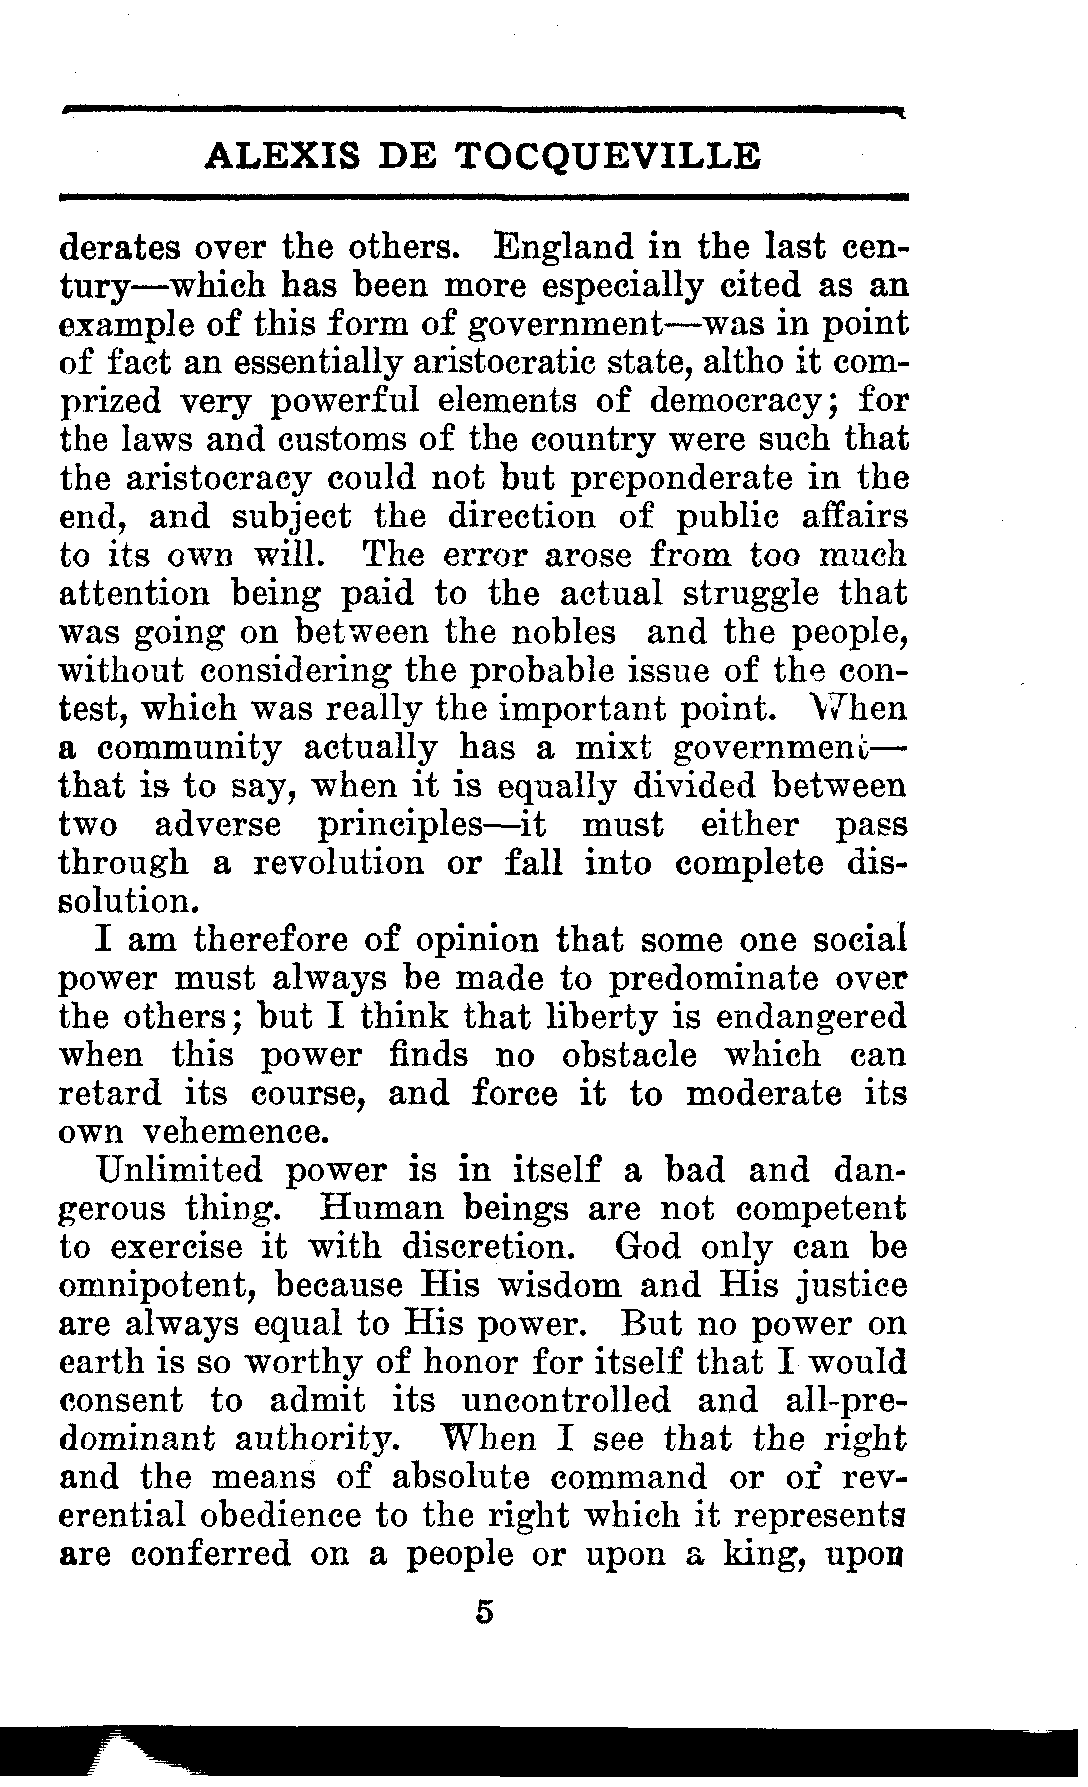 ALEXIS DE TOCQUEVILLE
derates over the others. England in the last cen-
tury—which has been more especially cited as an
example of this form of government—was in point
of fact an essentially aristocratic state, altho it com-
prized very powerful elements of democracy; for
the laws and customs of the country were such that
the aristocracy could not but preponderate in the
end, and subject the direction of public affairs
to its own will. The error arose from too much
attention being paid to the actual struggle that
was going on between the nobles and the people,
without considering the probable issue of the con-
test, which was really the important point. When
a community actually has a mixt government—
that is to say, when it is equally divided between
two adverse principles—it must either pass
through a revolution or fall into complete dis-
solution.
I am therefore of opinion that some one social
power must always be made to predominate over
the others; but I think that liberty is endangered
when this power finds no obstacle which can
retard its course, and force it to moderate its
own vehemence.
Unlimited power is in itself a bad and dan-
gerous thing. Human beings are not competent
to exercise it with discretion. God only can be
omnipotent, because His wisdom and His justice
are always equal to His power. But no power on
earth is so worthy of honor for itself that I would
consent to admit its uncontrolled and all-pre-
dominant authority. When I see that the right
and the means of absolute command or of rev-
erential obedience to the right which it represents
are conferred on a people or upon a king, upon
5